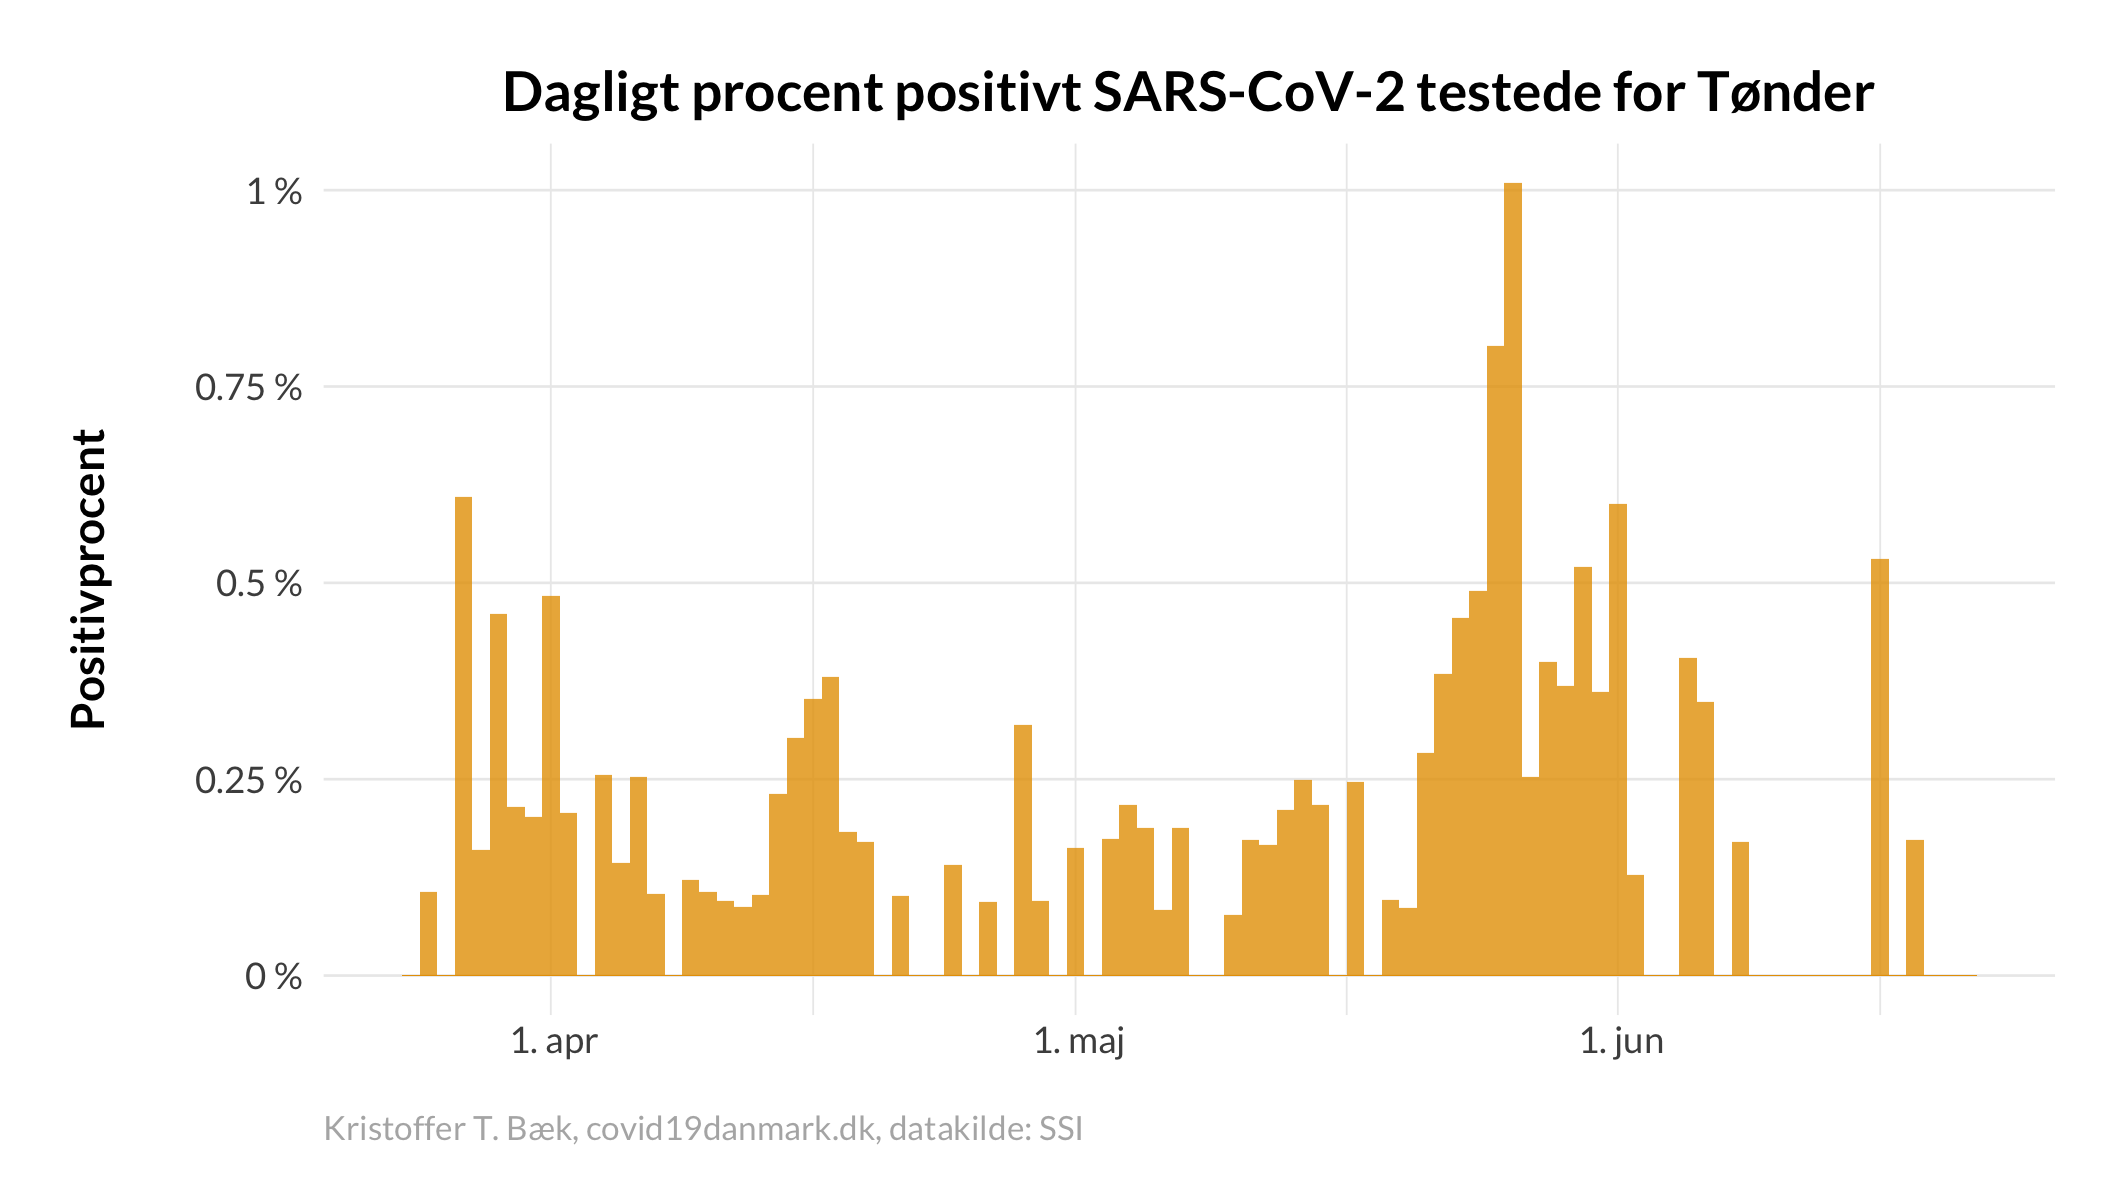 Dagligt procent positivt SARS-CoV-2 testede for Tønder
Positivprocent
1 %
0.75 %
0.5 %
0.25 %
0 %
1. apr
1. maj
1. jun
Kristoffer T. Bæk, covid19danmark.dk, datakilde: SSI